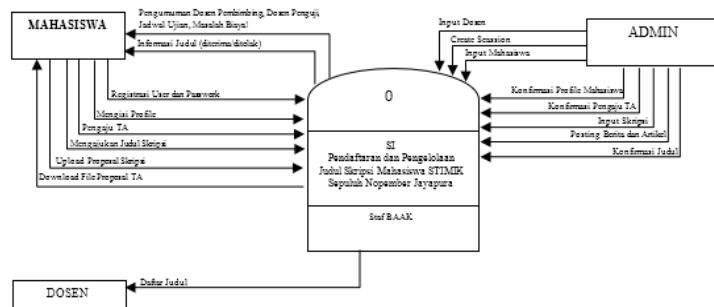 Pengumuman Dosen Pembimbing, Dosen Penguji,
Jadwal Ujian, Masalah Biaya!
MAHASISWA
Informasi Judul (diterima/ditolak)
Input Dosen
Create Seassion
Input Mahasiswa
ADMIN
Registrasi User dan Passwork
Mengisi Profile
Pengaju TA
Mengajukan Judul Skripsi
Upload Proposal Skripsi
Download File Proposal TA
0
SI
Pendaftaran dan Pengelolaan
Judul Skripsi Mahasiswa STIMIK
Sepuluh Nopember Jayapura
Staf BAAK
Konfirmasi Profile Mahasiswa
Konfirmasi Pengaju TA
Input Skripsi
Posting Berita dan Artikel
Konfirmasi Judul
DOSEN
Daftar Judul